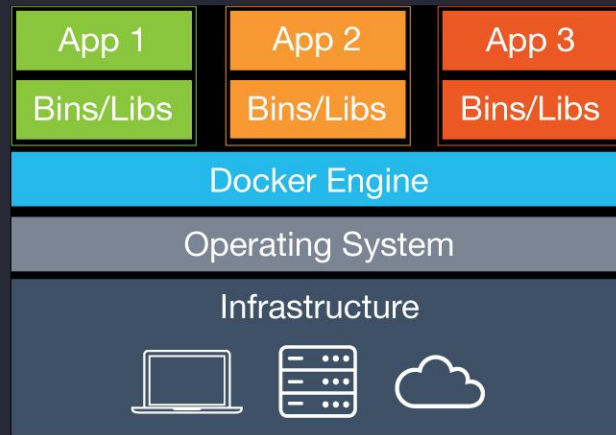 App 1 App 2 App 3
Bins/Libs Bins/Libs Bins/Libs
Docker Engine
Operating System
Infrastructure